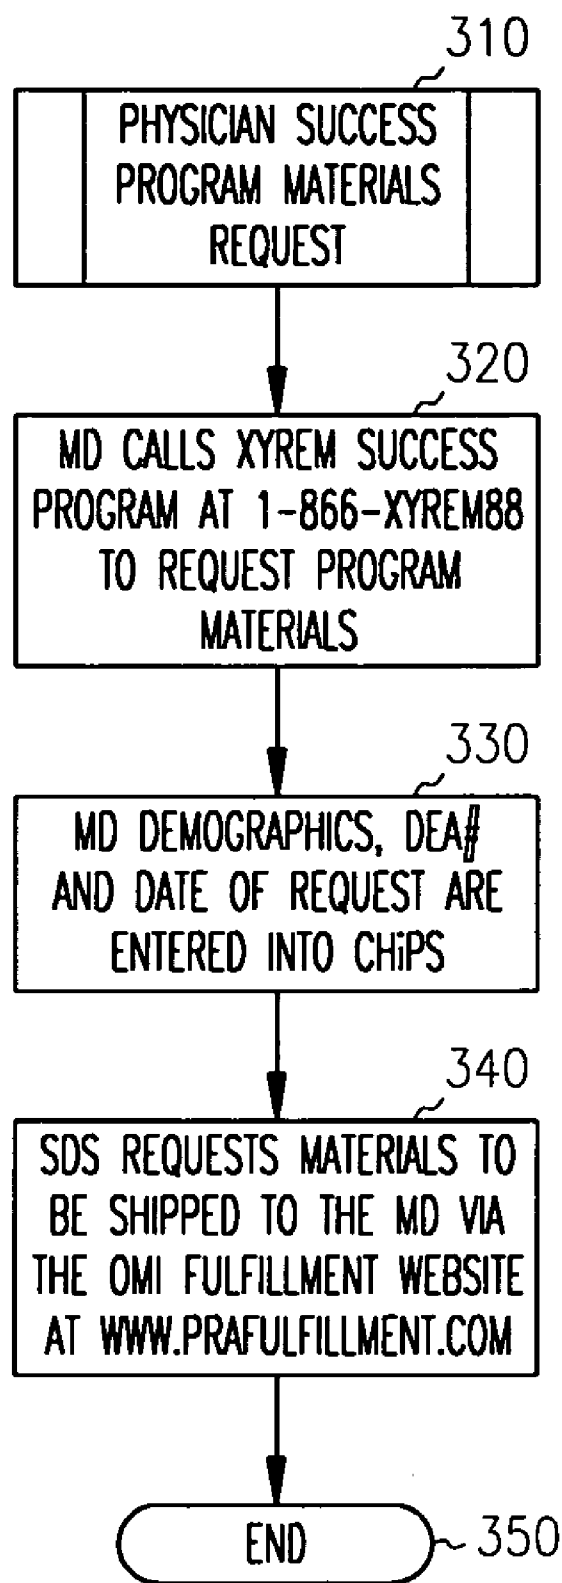 310
PHYSICIAN SUCCESS
PROGRAM MATERIALS
REQUEST
320
MD CALLS XYREM SUCCESS
PROGRAM AT 1-866-XYREM88
TO REQUEST PROGRAM
MATERIALS
330
MD DEMOGRAPHICS, DEA#
AND DATE OF REQUEST ARE
ENTERED INTO CHiPS
340
SDS REQUESTS MATERIALS TO
BE SHIPPED TO THE MD VIA
THE OMI FULFILLMENT WEBSITE
AT WWW.PRAFULFILLMENT.COM
END
350